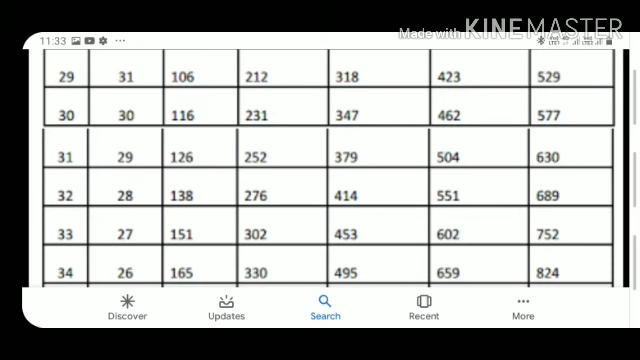 Made with KINEMASTER
11:33
29 31 106 212 318 423 529
30 30 116 231 347 462 577
31 29 126 252 379 504 630
32 28 138 276 414 551 689
33 27 151 302 453 602 752
34 26 165 330 495 659 824
Discover Updates Search Recent More